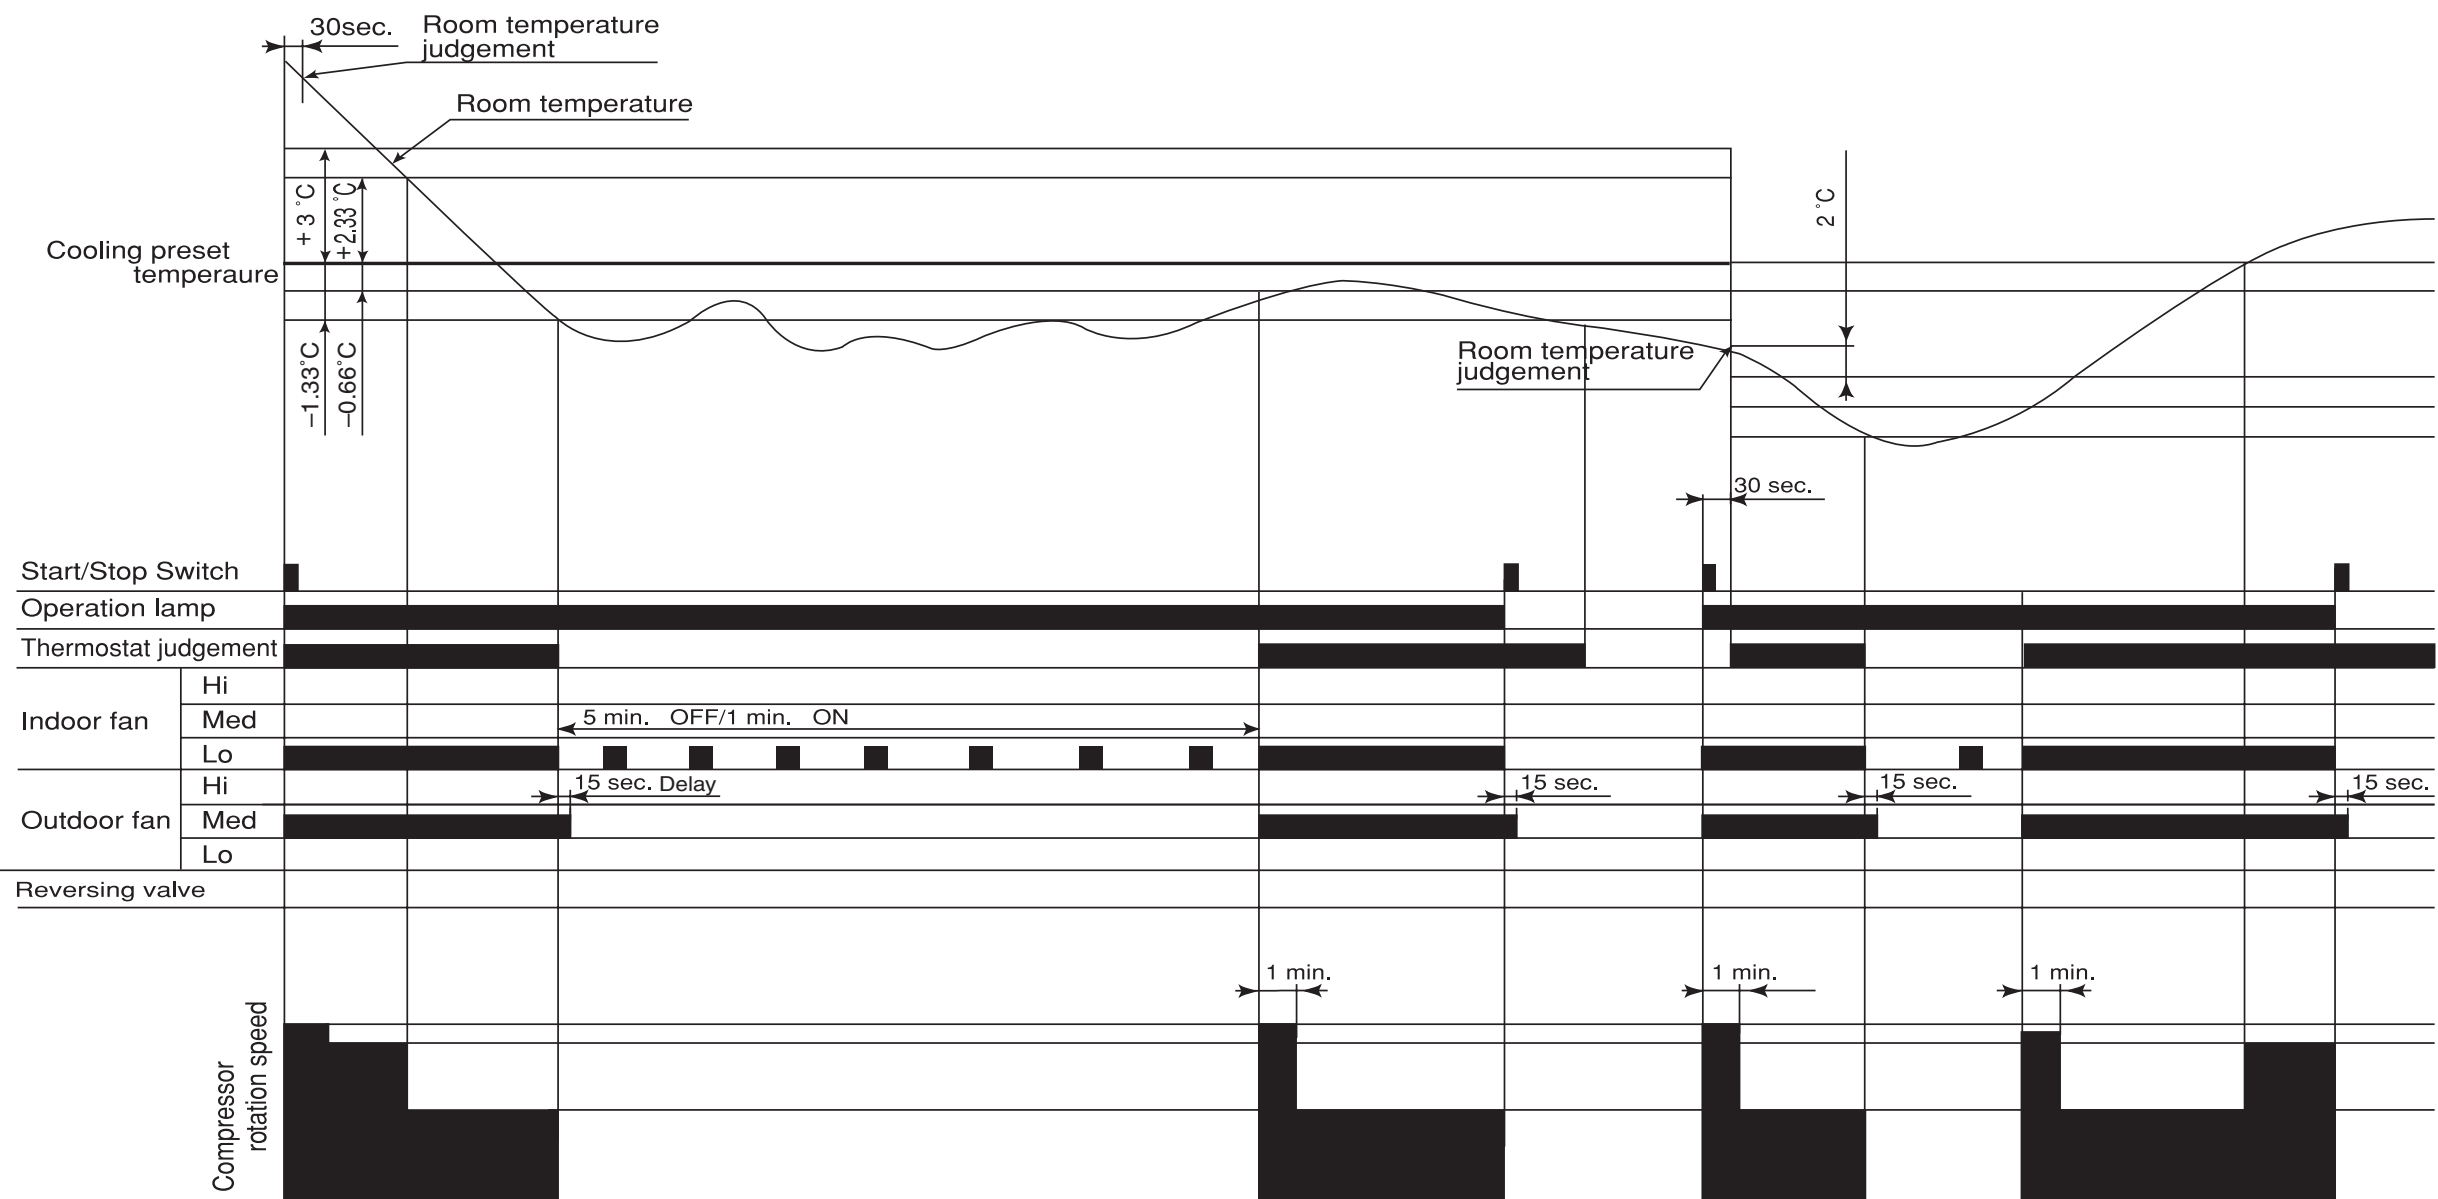 30sec.
Room temperature
judgement
Room temperature
+ 3 ˚C
+2.33 ˚C
2 ˚C
Cooling preset
temperaure
−1.33˚C
−0.66˚C
Room temperature
judgement
30 sec.
Start/Stop Switch
Operation lamp
Thermostat judgement
Hi
Indoor fan
Med
5 min. OFF/1 min. ON
Lo
Hi
15 sec. Delay
15 sec.
15 sec.
15 sec.
Outdoor fan
Med
Lo
Reversing valve
1 min.
1 min.
1 min.
Compressor
rotation speed